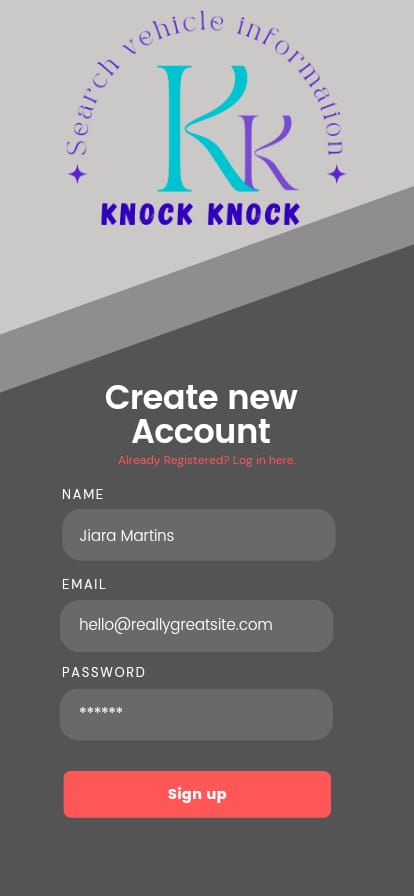 Search vehicle information
Kk
KNOCK KNOCK
Create new
Account
Already Registered? Log in here.
NAME
Jiara Martins
EMAIL
hello@reallygreatsite.com
PASSWORD
******
Sign up